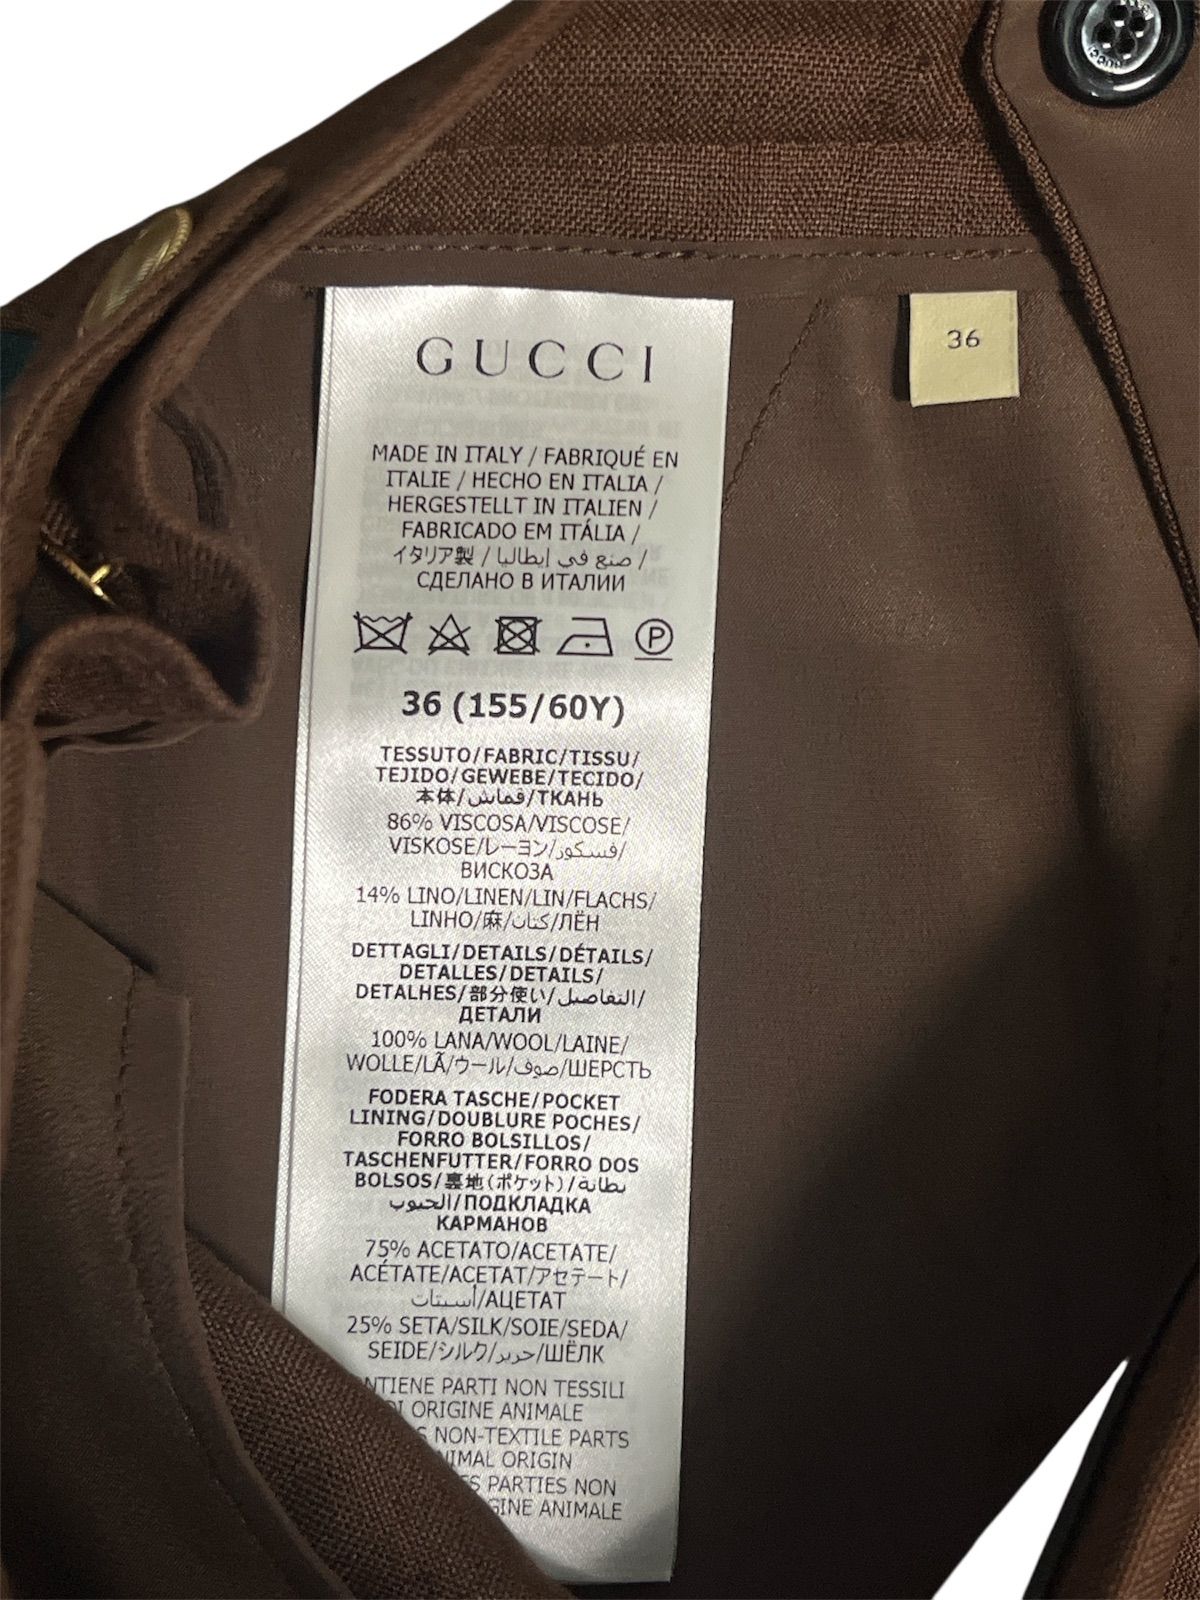 GUCCI
36
MADE IN ITALY / FABRIQUÉ EN
ITALIE / HECHO EN ITALIA /
HERGESTELLT IN ITALIEN /
FABRICADO EM ITÁLIA /
イタリア製 / صنع في إيطاليا /
СДЕЛАНО В ИТАЛИИ
P
36 (155/60Y)
TESSUTO/FABRIC/TISSU/
TEJIDO/GEWEBE/TECIDO/
本体/قماش/ТКАНЬ
86% VISCOSA/VISCOSE/
VISKOSE/レーヨン/فسكوز/
ВИСКОЗА
14% LINO/LINEN/LIN/FLACHS/
LINHO/麻/كتان/ЛЁН
DETTAGLI/DETAILS/DÉTAILS/
DETALLES/DETAILS/
DETALHES/部分使い/التفاصيل/
ДЕТАЛИ
100% LANA/WOOL/LAINE/
WOLLE/LÃ/ウール/صوف/ШЕРСТЬ
FODERA TASCHE/POCKET
LINING/DOUBLURE POCHES/
FORRO BOLSILLOS/
TASCHENFUTTER/FORRO DOS
BOLSOS/裏地(ポケット)/بطانة
الجيوب/ПОДКЛАДКА
КАРМАНОВ
75% ACETATO/ACETATE/
ACÉTATE/ACETAT/アセテート/
أسيتات/АЦЕТАТ
25% SETA/SILK/SOIE/SEDA/
SEIDE/シルク/حرير/ШЁЛК
PARTI NON TESSILI
ORIGINE ANIMALE
NON-TEXTILE PARTS
ORIGIN
PARTIES NON
ANIMALE